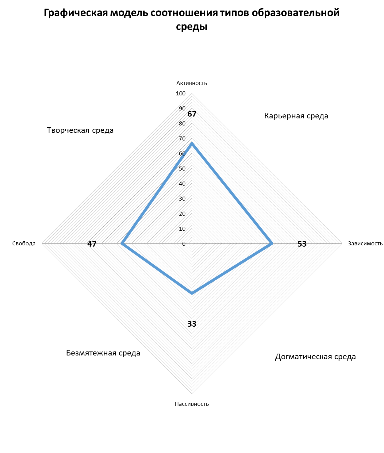 Графическая модель соотношения типов образовательной
среды
Активность
100
90
67
80
70
60
50
40
30
20
10
0
Творческая среда
Карьерная среда
Свобода
47
53
Зависимость
33
Безмятежная среда
Догматическая среда
Пассивность